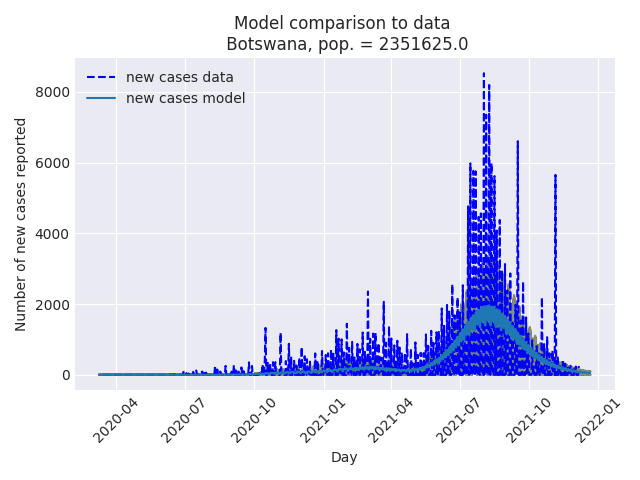 Model comparison to data
Botswana, pop. = 2351625.0
new cases data
new cases model
Number of new cases reported
8000
6000
4000
2000
0
2020-04
2020-07
2020-10
2021-01
2021-04
2021-07
2021-10
2022-01
Day